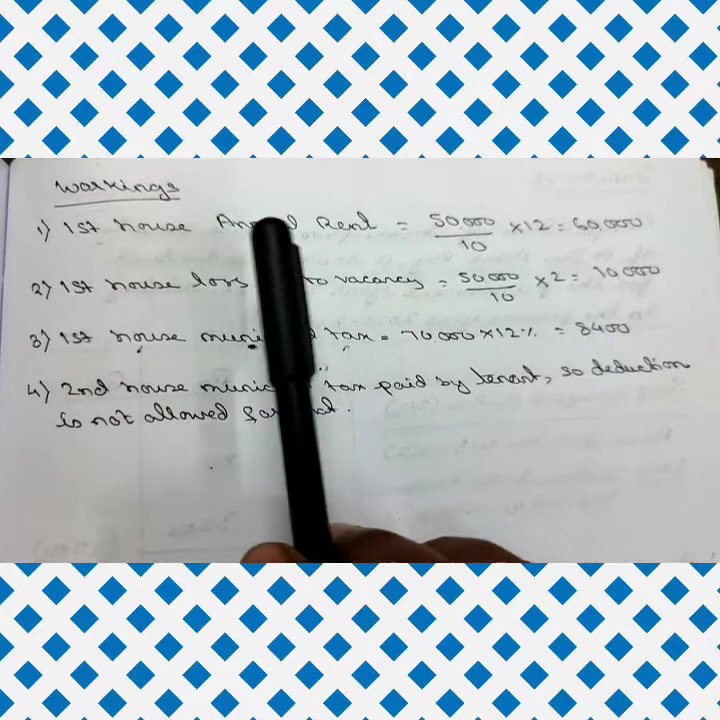 Workings
1) 1st house Rent = 50,000/10 ×12 = 60,000
2) 1st house loss to vacancy = 50,000/10 ×2 = 10000
3) 1st house tax = 70,000 ×12% = 8400
4) 2nd house tax paid by tenant, so deduction
is not allowed